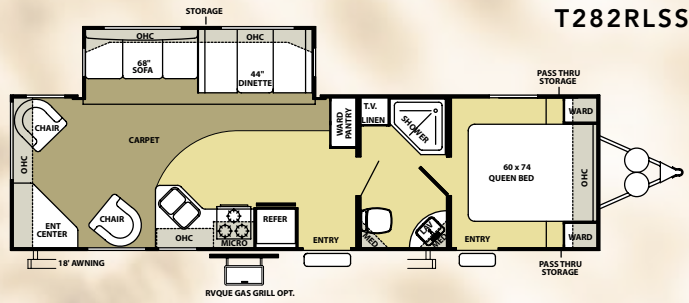 T282RLSS
STORAGE
OHC
OHC
68"
SOFA
44"
DINETTE
PASS THRU
STORAGE
CHAIR
CARPET
WARD
PANTRY
T.V.
LINEN
SHOWER
WARD
OHC
60 x 74
QUEEN BED
OHC
ENT
CENTER
CHAIR
OHC
MICRO
REFER
ENTRY
MED
LAV
MED
ENTRY
WARD
18' AWNING
PASS THRU
STORAGE
RVQUE GAS GRILL OPT.